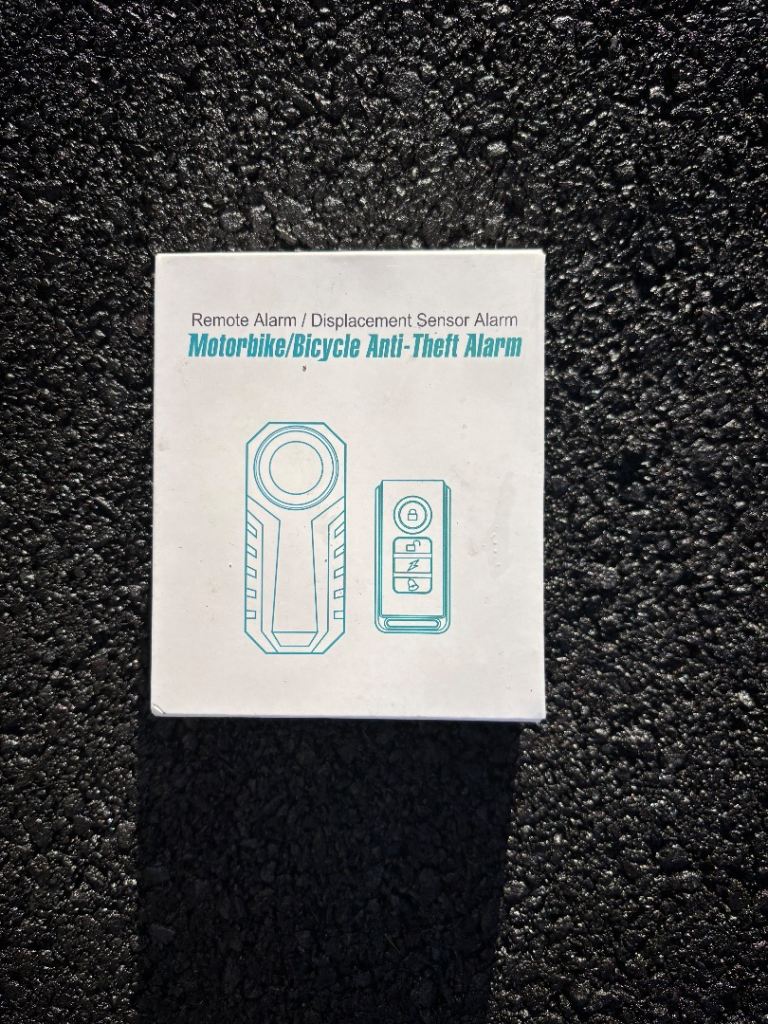 Remote Alarm / Displacement Sensor Alarm
Motorbike/Bicycle Anti-Theft Alarm